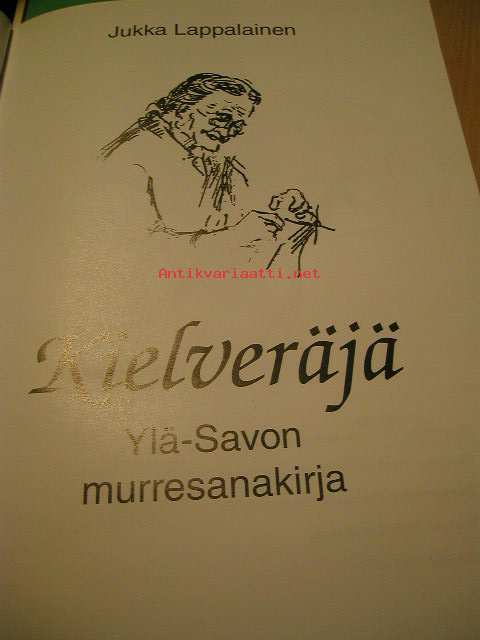 Jukka Lappalainen
Antikvariaatti.net
Kielveräjä
Ylä-Savon
murresanakirja